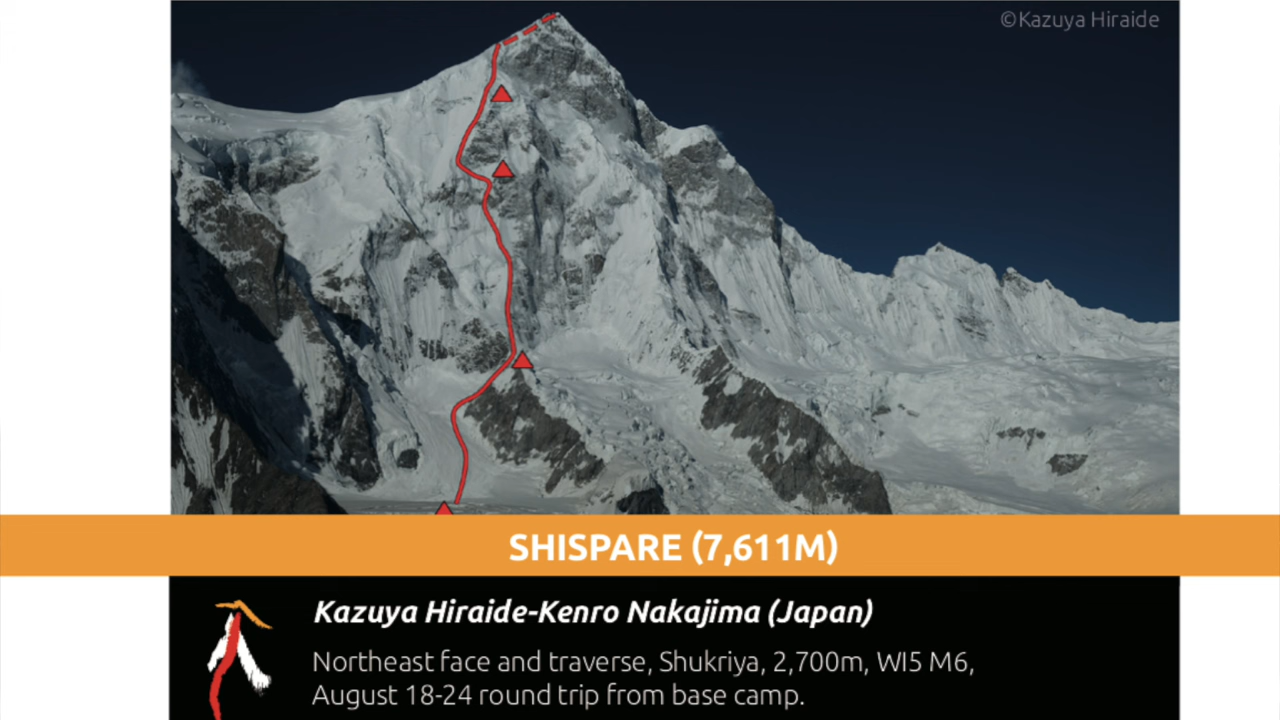 ©Kazuya Hiraide
SHISPARE (7,611M)
Kazuya Hiraide-Kenro Nakajima (Japan)
Northeast face and traverse, Shukriya, 2,700m, WI5 M6,
August 18-24 round trip from base camp.